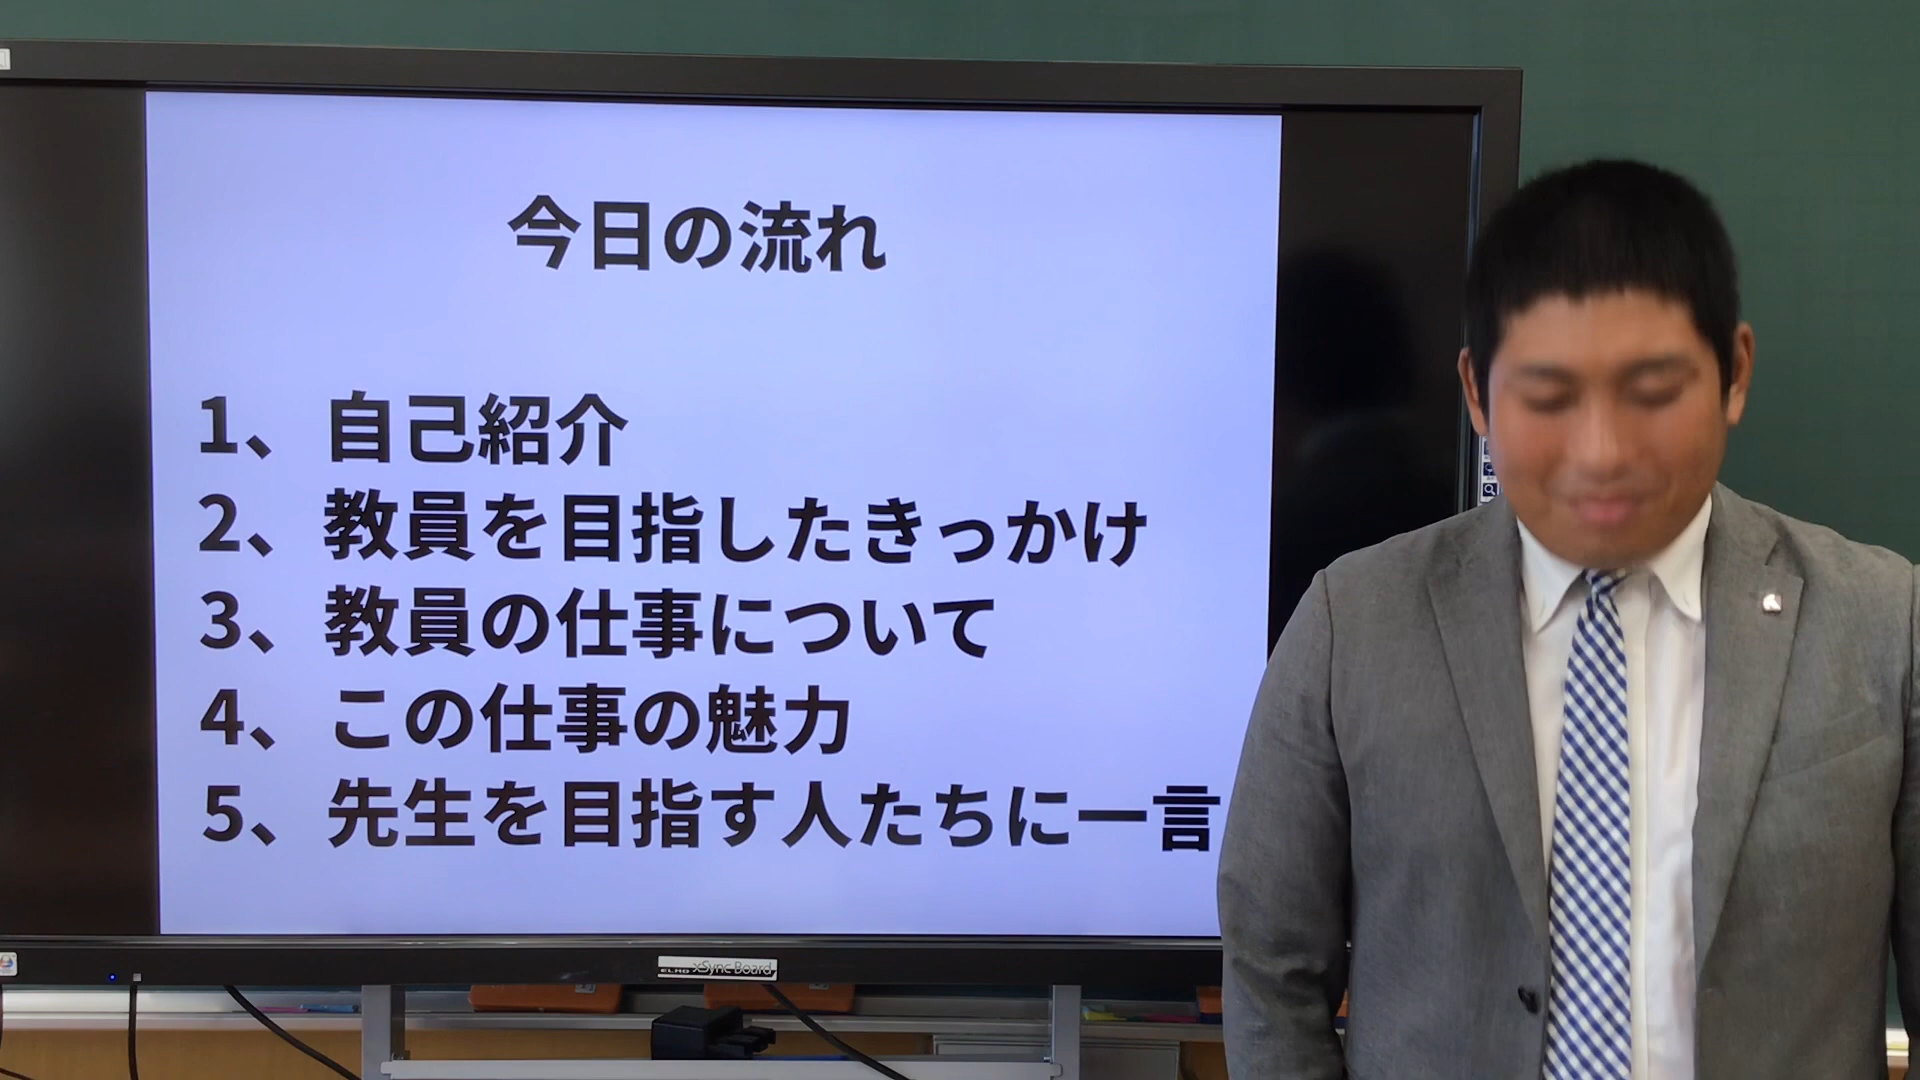 今日の流れ
1、自己紹介
2、教員を目指したきっかけ
3、教員の仕事について
4、この仕事の魅力
5、先生を目指す人たちに一言
ELMO xSync Board